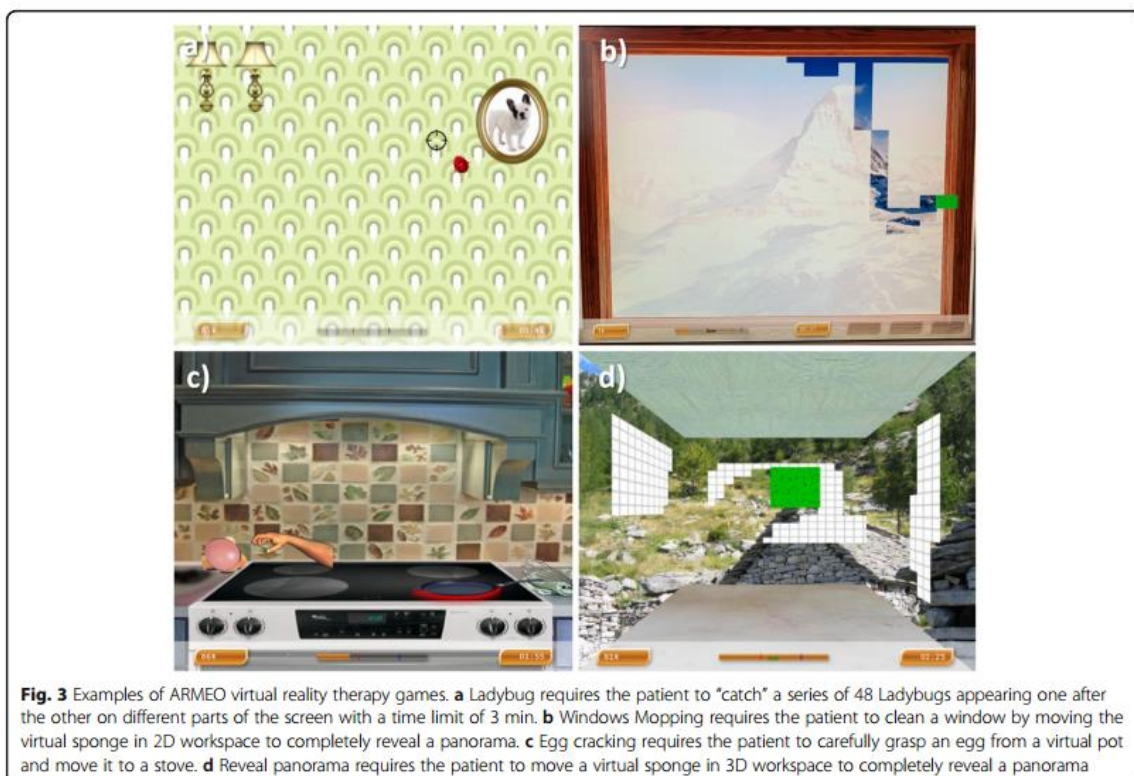 a)
b)
c)
d)
Fig. 3 Examples of ARMEO virtual reality therapy games. a Ladybug requires the patient to “catch” a series of 48 Ladybugs appearing one after
the other on different parts of the screen with a time limit of 3 min. b Windows Mopping requires the patient to clean a window by moving the
virtual sponge in 2D workspace to completely reveal a panorama. c Egg cracking requires the patient to carefully grasp an egg from a virtual pot
and move it to a stove. d Reveal panorama requires the patient to move a virtual sponge in 3D workspace to completely reveal a panorama